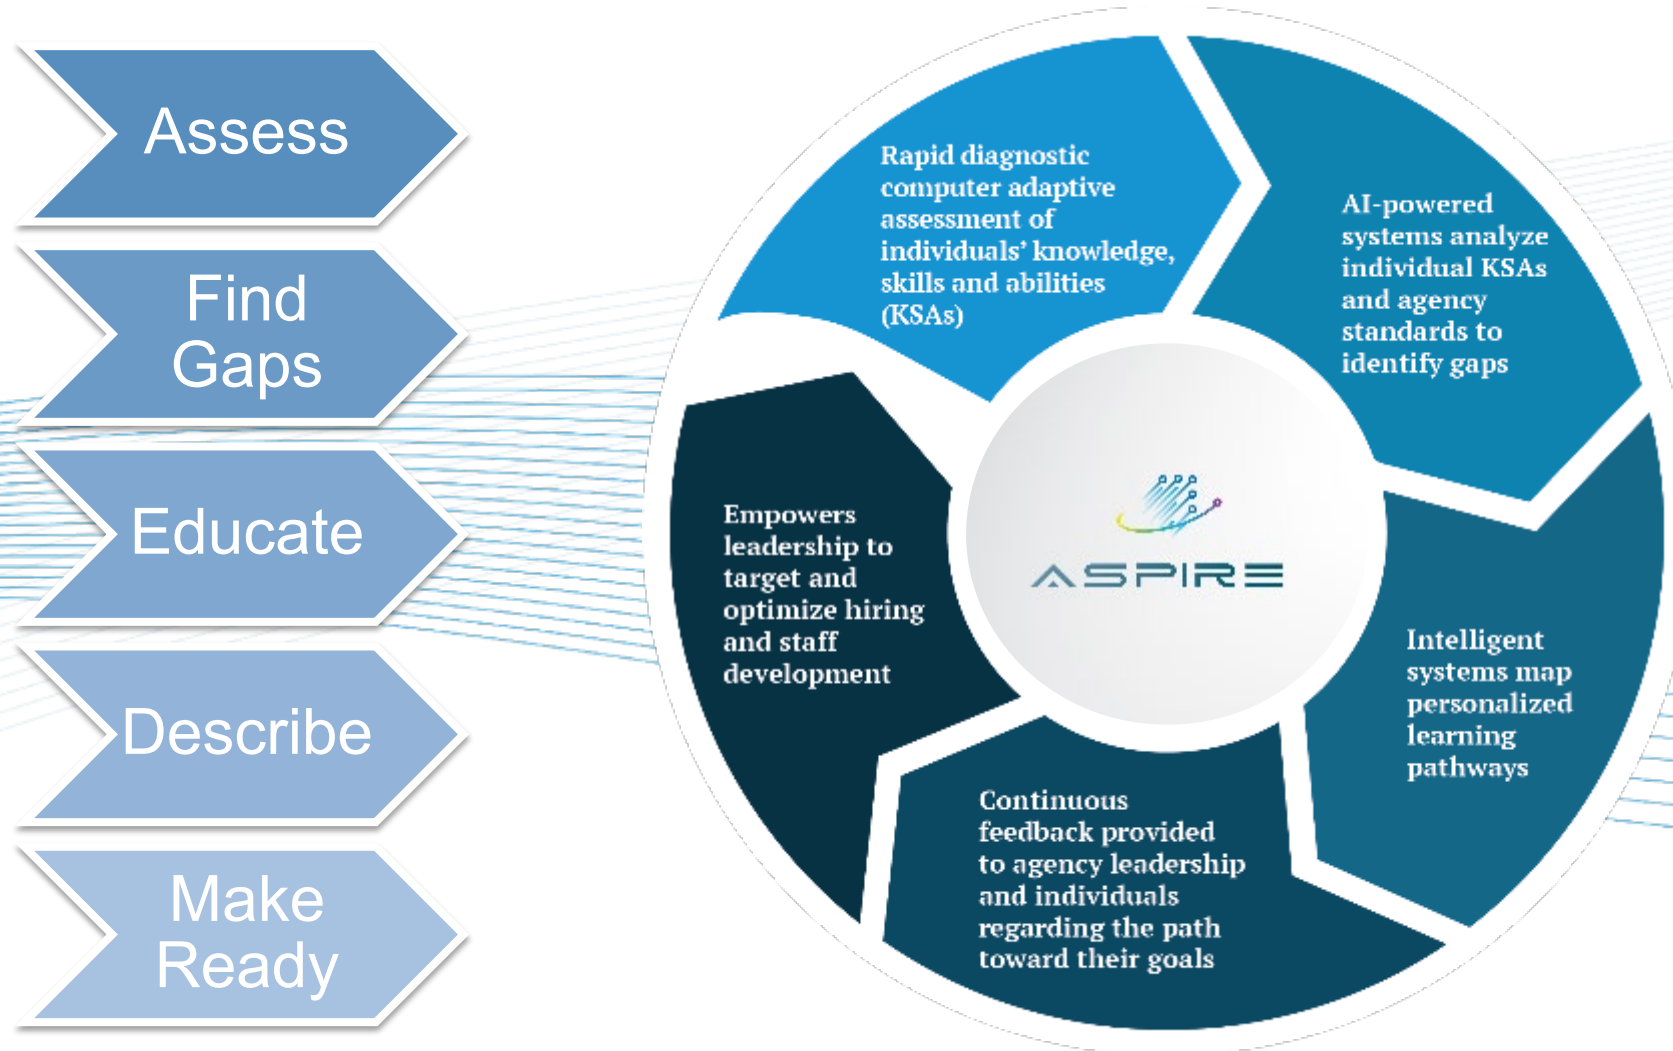 Assess
Find
Gaps
Educate
Describe
Make
Ready
Rapid diagnostic
computer adaptive
assessment of
individuals’ knowledge,
skills and abilities
(KSAs)
AI-powered
systems analyze
individual KSAs
and agency
standards to
identify gaps
Intelligent
systems map
personalized
learning
pathways
Continuous
feedback provided
to agency leadership
and individuals
regarding the path
toward their goals
Empowers
leadership to
target and
optimize hiring
and staff
development
ASPIRE